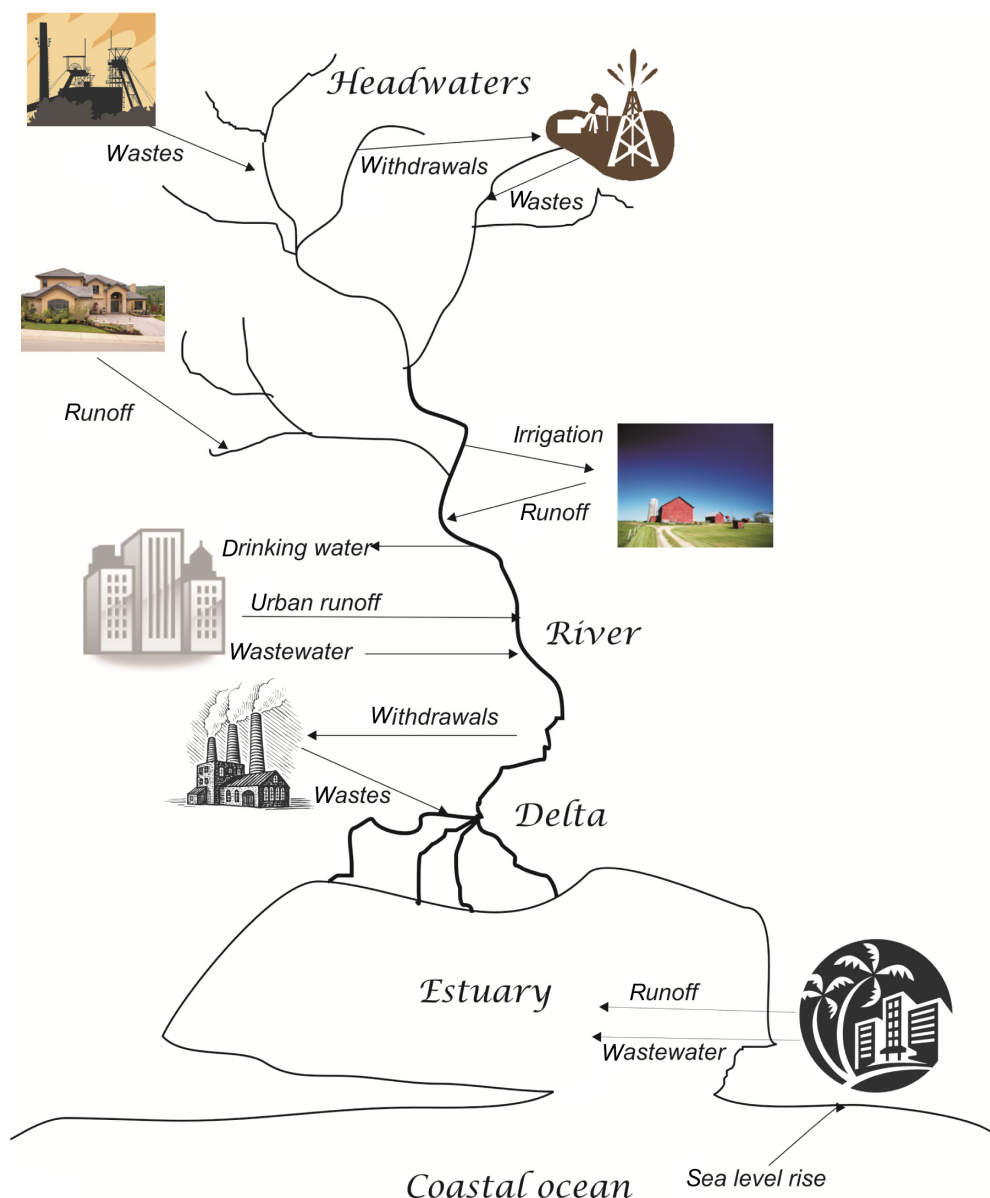 Headwaters
Wastes
Withdrawals
Wastes
Runoff
Irrigation
Runoff
Drinking water
Urban runoff
River
Wastewater
Withdrawals
Wastes
Delta
Estuary
Runoff
Wastewater
Sea level rise
Coastal ocean